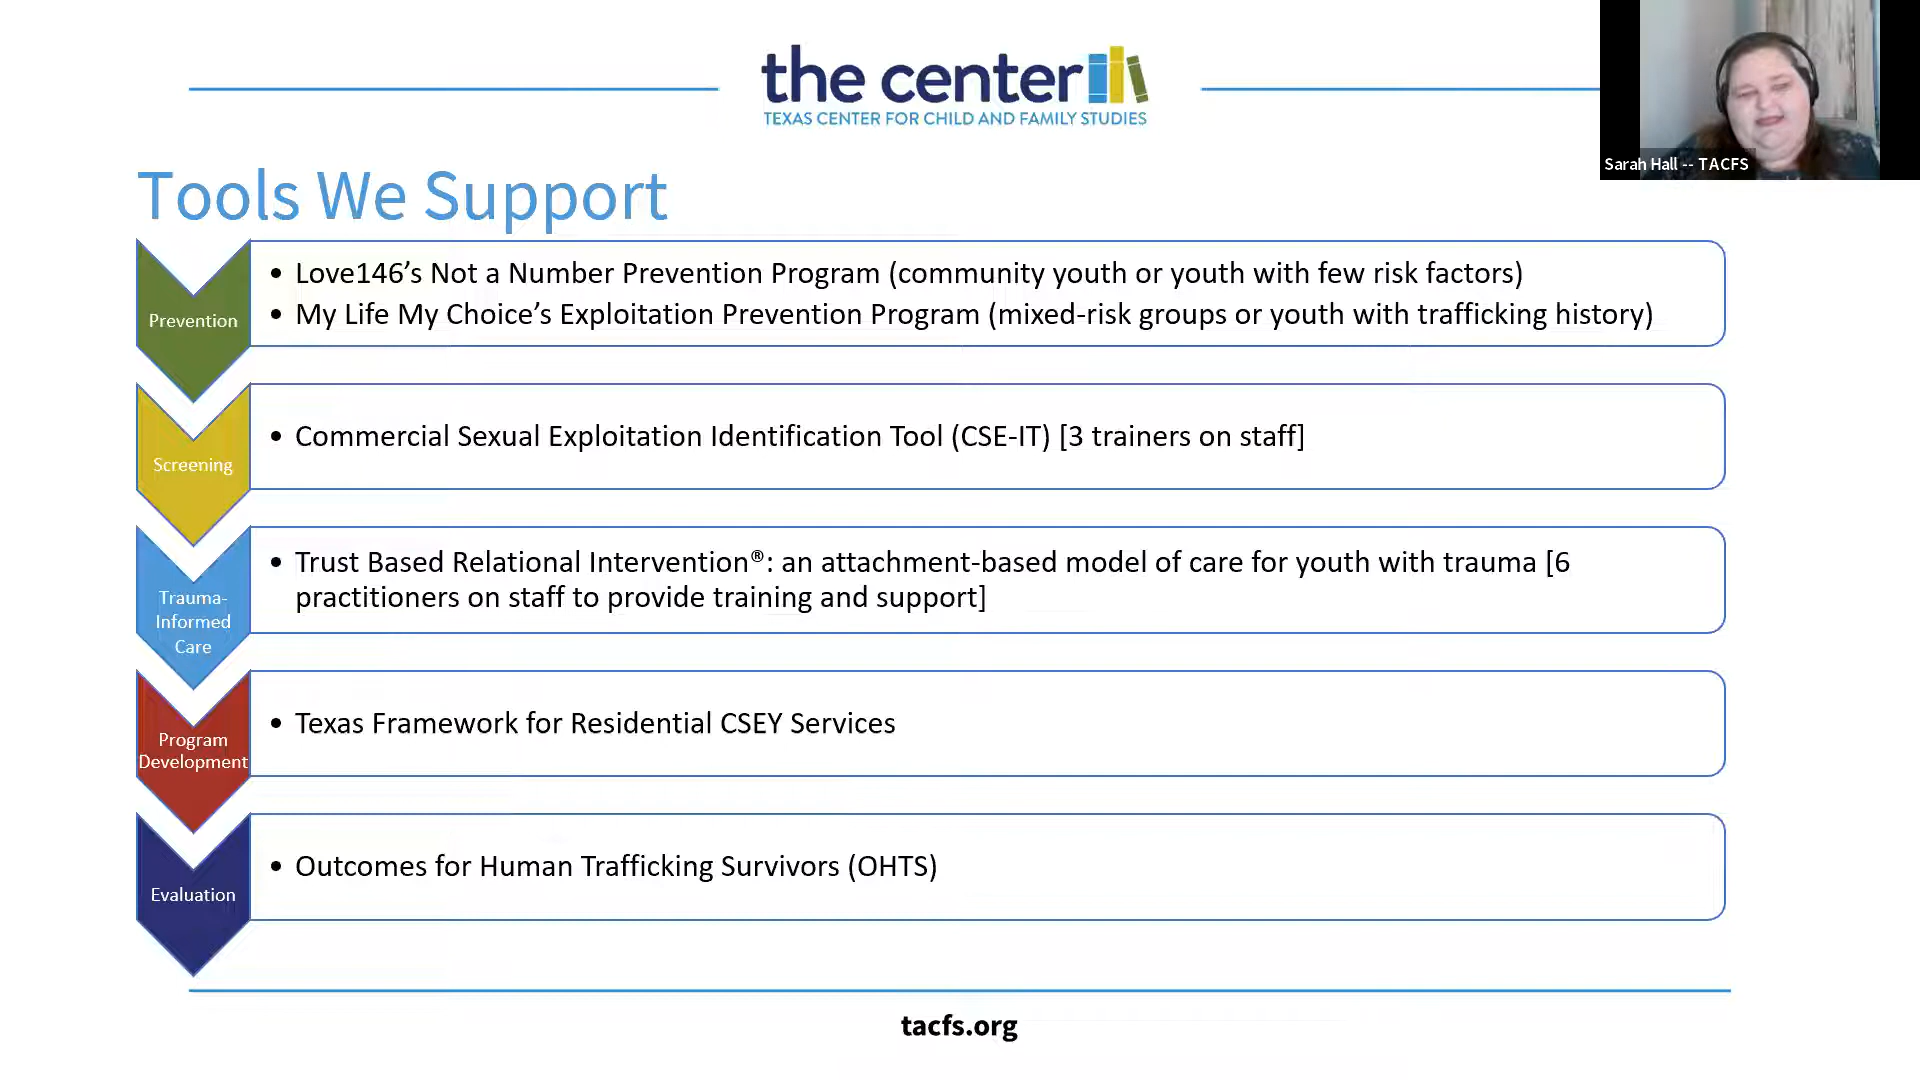 the center
TEXAS CENTER FOR CHILD AND FAMILY STUDIES
Sarah Hall -- TACFS
Tools We Support
Prevention
• Love146’s Not a Number Prevention Program (community youth or youth with few risk factors)
• My Life My Choice’s Exploitation Prevention Program (mixed-risk groups or youth with trafficking history)
Screening
• Commercial Sexual Exploitation Identification Tool (CSE-IT) [3 trainers on staff]
Trauma-
Informed
Care
• Trust Based Relational Intervention®: an attachment-based model of care for youth with trauma [6
practitioners on staff to provide training and support]
Program
Development
• Texas Framework for Residential CSEY Services
Evaluation
• Outcomes for Human Trafficking Survivors (OHTS)
tacfs.org